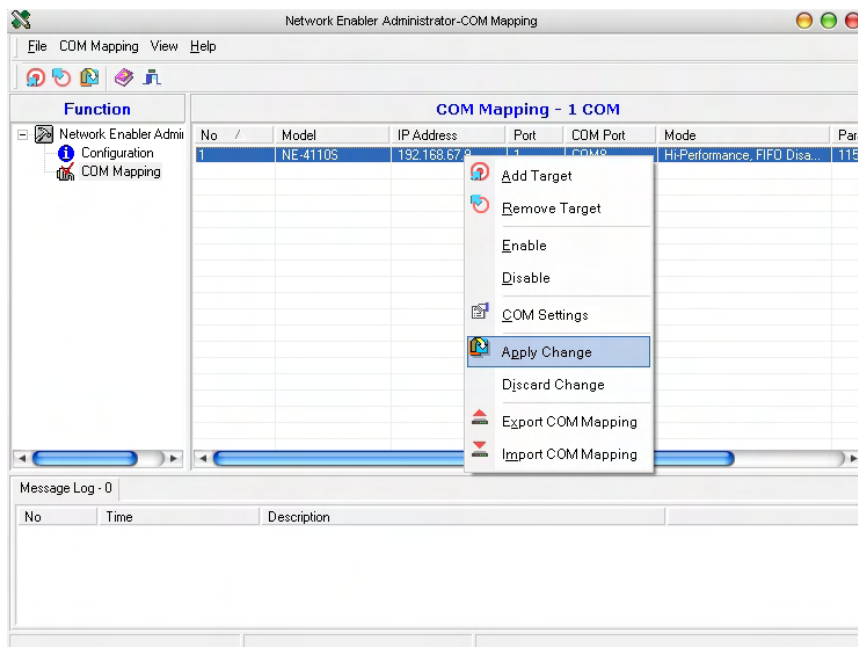 Network Enabler Administrator-COM Mapping
File COM Mapping View Help
Function
COM Mapping - 1 COM
Network Enabler Admii
Configuration
COM Mapping
No / Model IP Address Port COM Port Mode
1 NE-4110S 192.168.67.9 1 COM8 Hi-Performance, FIFO Disa... 115
Add Target
Remove Target
Enable
Disable
COM Settings
Apply Change
Discard Change
Export COM Mapping
Import COM Mapping
Message Log - 0
No Time Description